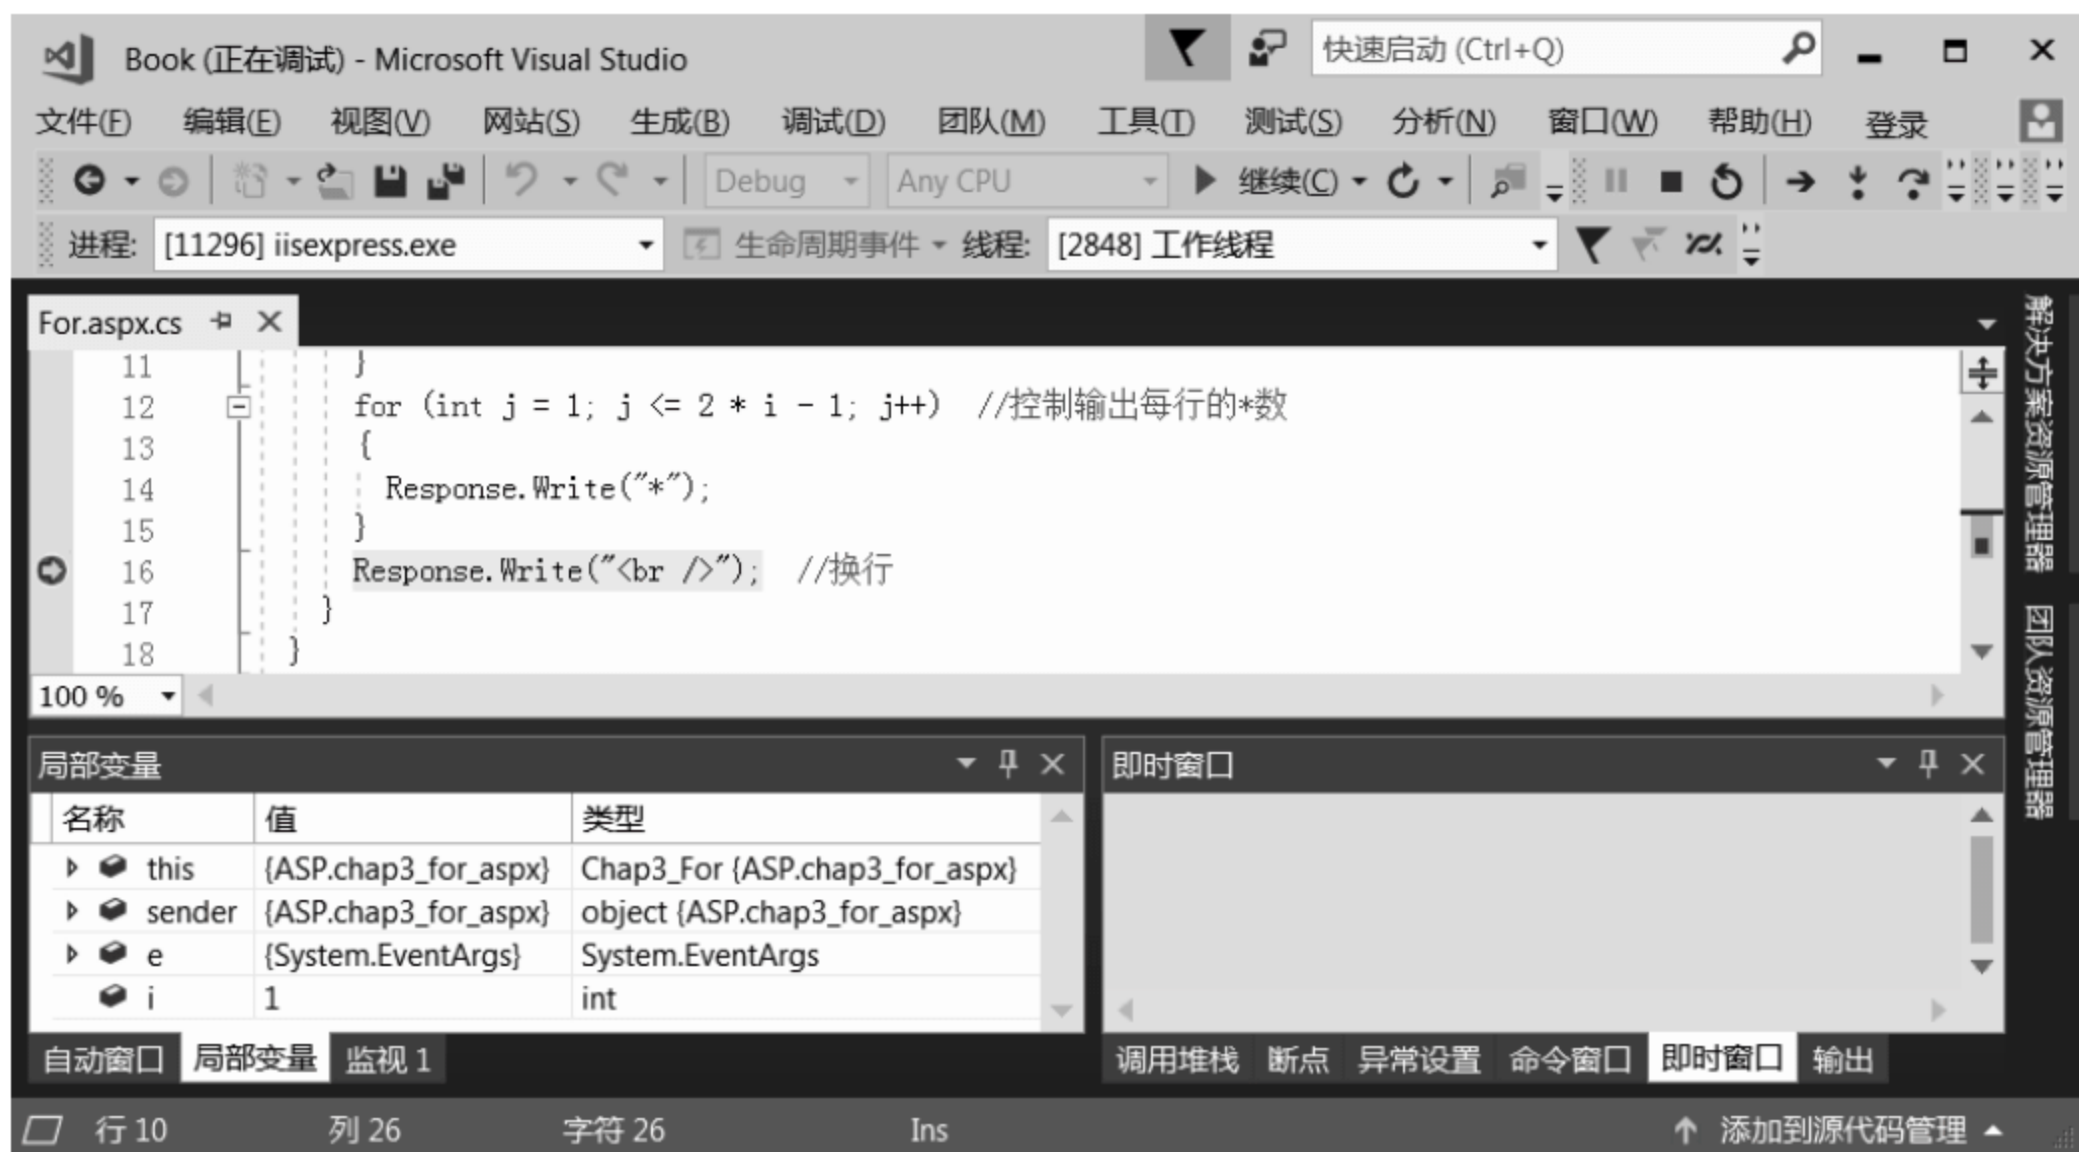 Book (正在调试) - Microsoft Visual Studio
快速启动 (Ctrl+Q)
文件(F) 编辑(E) 视图(V) 网站(S) 生成(B) 调试(D) 团队(M) 工具(T) 测试(S) 分析(N) 窗口(W) 帮助(H) 登录
Debug Any CPU 继续(C)
进程: [11296] iisexpress.exe 生命周期事件 线程: [2848] 工作线程
For.aspx.cs
11 }
12 for (int j = 1; j <= 2 * i - 1; j++) //控制输出每行的*数
13 {
14 Response.Write("*");
15 }
16 Response.Write("<br />"); //换行
17 }
18 }
100 %
解决方案资源管理器
团队资源管理器
局部变量
名称 值 类型
this {ASP.chap3_for_aspx} Chap3_For {ASP.chap3_for_aspx}
sender {ASP.chap3_for_aspx} object {ASP.chap3_for_aspx}
e {System.EventArgs} System.EventArgs
i 1 int
自动窗口 局部变量 监视 1
即时窗口
调用堆栈 断点 异常设置 命令窗口 即时窗口 输出
行 10 列 26 字符 26 Ins 添加到源代码管理